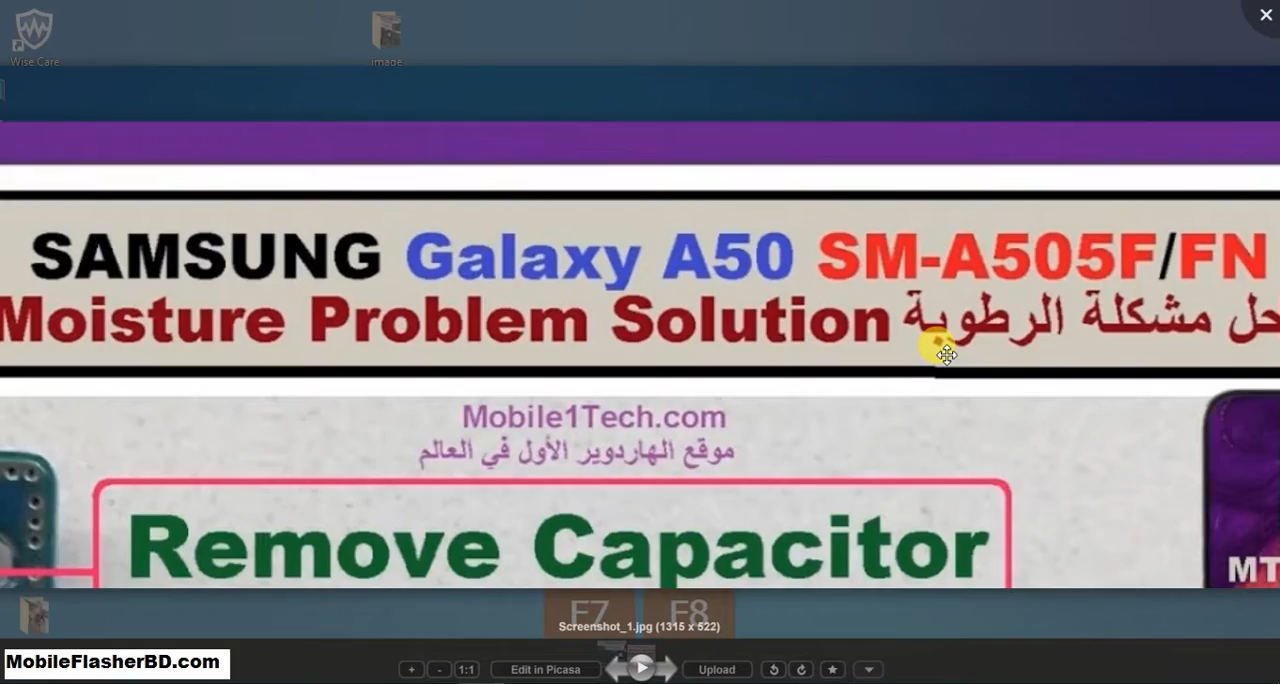 Wise Care
image
SAMSUNG Galaxy A50 SM-A505F/FN
Moisture Problem Solution حل مشكلة الرطوبة
Mobile1Tech.com
موقع الهاردوير الأول في العالم
Remove Capacitor
MT
F7 F8
Screenshot_1.jpg (1315 x 522)
MobileFlasherBD.com
+ - 1:1 Edit in Picasa Upload